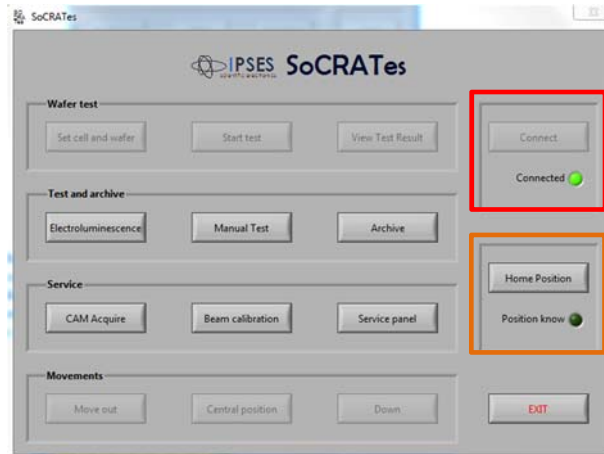 SoCRATes
IPSES SoCRATes
scientific electronics
Wafer test
Set cell and wafer Start test View Test Result
Connect
Connected
Test and archive
Electroluminescence Manual Test Archive
Home Position
Position know
Service
CAM Acquire Beam calibration Service panel
Movements
Move out Central position Down
EXIT